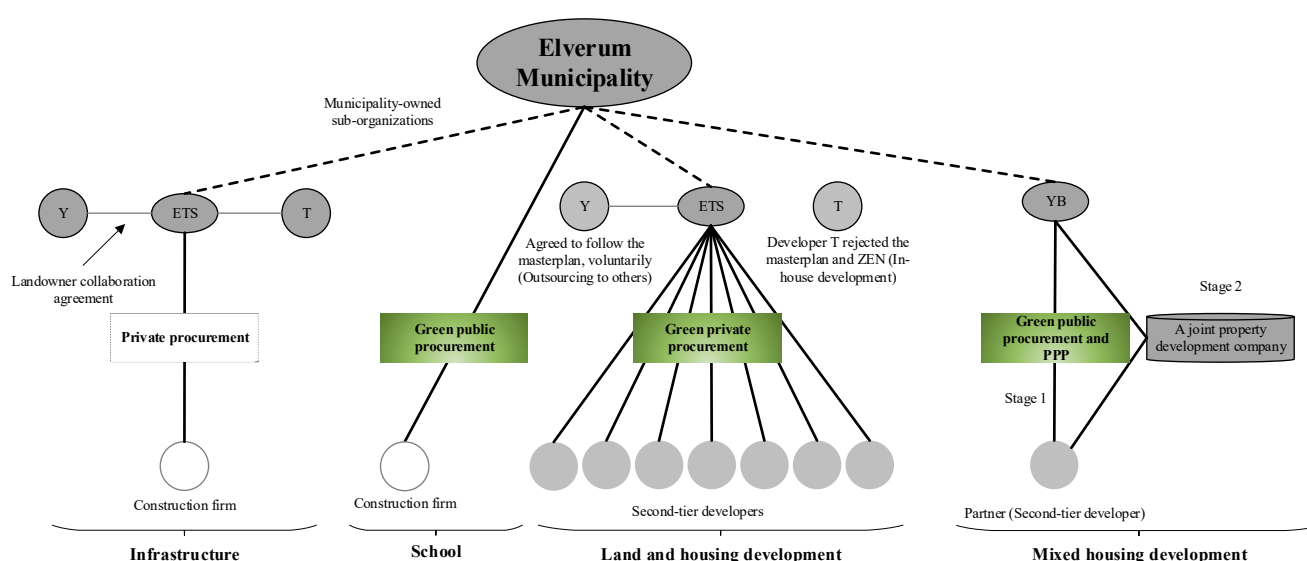 Elverum
Municipality
Municipality-owned
sub-organizations
Y
ETS
T
Landowner collaboration
agreement
Private procurement
Construction firm
Infrastructure
Green public
procurement
Construction firm
School
Y
ETS
T
Agreed to follow the
masterplan, voluntarily
(Outsourcing to others)
Developer T rejected the
masterplan and ZEN (In-
house development)
Green private
procurement
Second-tier developers
Land and housing development
YB
Stage 2
Green public
procurement and
PPP
A joint property
development company
Stage 1
Partner (Second-tier developer)
Mixed housing development